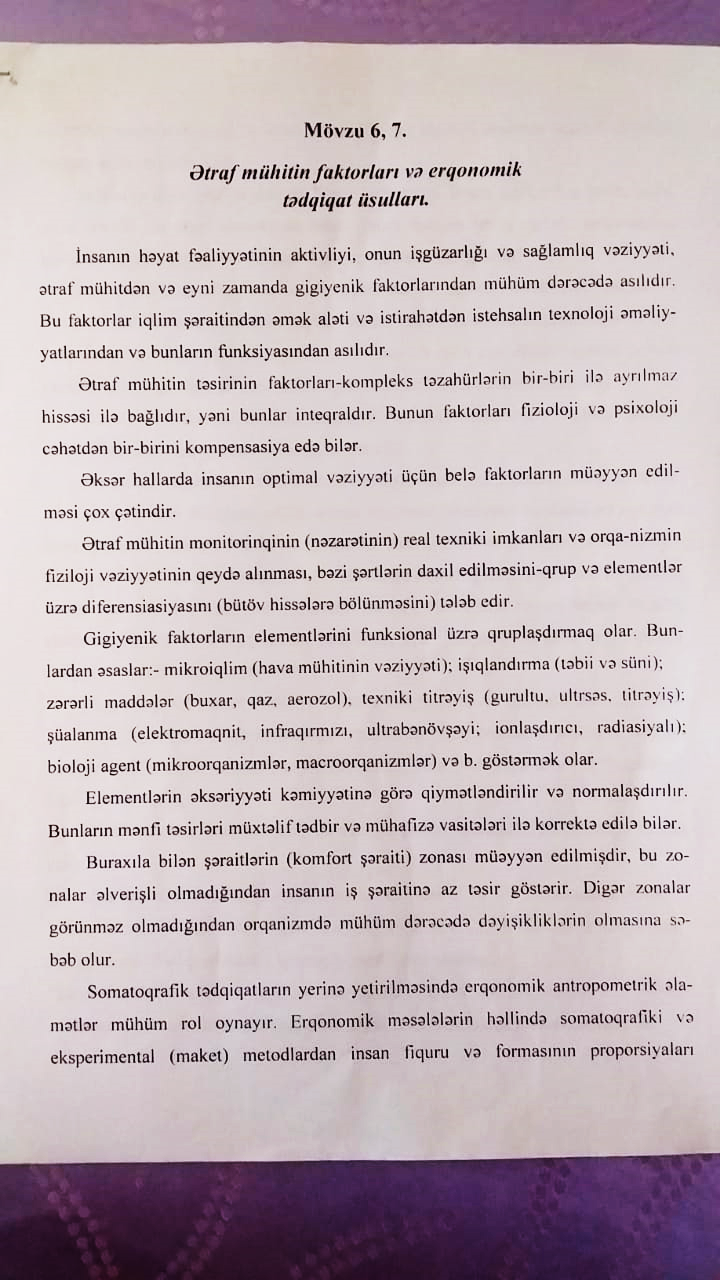 Mövzu 6, 7.
Ətraf mühitin faktorları və erqonomik
tədqiqat üsulları.
İnsanın həyat fəaliyyətinin aktivliyi, onun işgüzarlığı və sağlamlıq vəziyyəti,
ətraf mühitdən və eyni zamanda gigiyenik faktorlarından mühüm dərəcədə asılıdır.
Bu faktorlar iqlim şəraitindən əmək aləti və istirahətdən istehsalın texnoloji əməliy-
yatlarından və bunların funksiyasından asılıdır.
Ətraf mühitin təsirinin faktorları-kompleks təzahürlərin bir-biri ilə ayrılmaz
hissəsi ilə bağlıdır, yəni bunlar inteqraldır. Bunun faktorları fizioloji və psixoloji
cəhətdən bir-birini kompensasiya edə bilər.
Əksər hallarda insanın optimal vəziyyəti üçün belə faktorların müəyyən edil-
məsi çox çətindir.
Ətraf mühitin monitorinqinin (nəzarətinin) real texniki imkanları və orqa-nizmin
fiziloji vəziyyətinin qeydə alınması, bəzi şərtlərin daxil edilməsini-qrup və elementlər
üzrə diferensiasiyasını (bütöv hissələrə bölünməsini) tələb edir.
Gigiyenik faktorların elementlərini funksional üzrə qruplaşdırmaq olar. Bun-
lardan əsaslar:- mikroiqlim (hava mühitinin vəziyyəti); işıqlandırma (təbii və süni);
zərərli maddələr (buxar, qaz, aerozol), texniki titrəyiş (gurultu, ultrsəs, titrəyiş);
şüalanma (elektromaqnit, infraqırmızı, ultrabənövşəyi; ionlaşdırıcı, radiasiyalı);
bioloji agent (mikroorqanizmlər, macroorqanizmlər) və b. göstərmək olar.
Elementlərin əksəriyyəti kəmiyyətinə görə qiymətləndirilir və normalaşdırılır.
Bunların mənfi təsirləri müxtəlif tədbir və mühafizə vasitələri ilə korrektə edilə bilər.
Buraxıla bilən şəraitlərin (komfort şəraiti) zonası müəyyən edilmişdir, bu zo-
nalar əlverişli olmadığından insanın iş şəraitinə az təsir göstərir. Digər zonalar
görünməz olmadığından orqanizmdə mühüm dərəcədə dəyişikliklərin olmasına sə-
bəb olur.
Somatoqrafik tədqiqatların yerinə yetirilməsində erqonomik antropometrik əla-
mətlər mühüm rol oynayır. Erqonomik məsələlərin həllində somatoqrafiki və
eksperimental (maket) metodlardan insan fiquru və formasının proporsiyaları